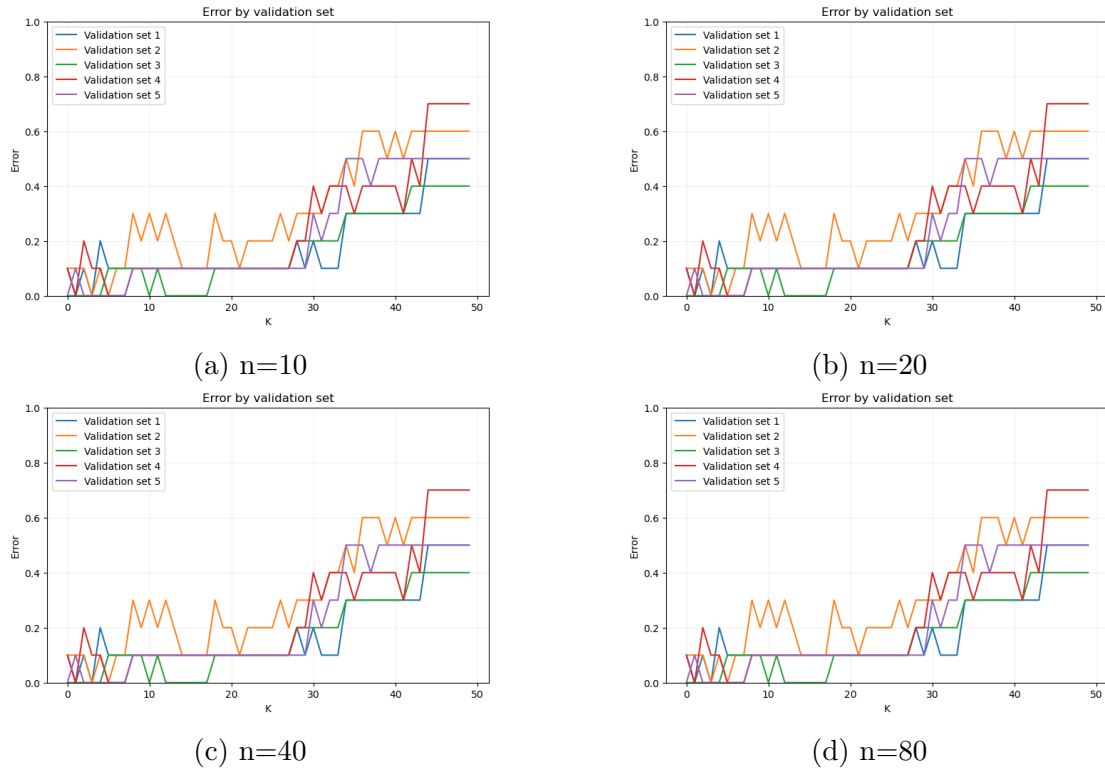 Error by validation set
1.0
0.8
0.6
0.4
0.2
0.0
Error
Validation set 1
Validation set 2
Validation set 3
Validation set 4
Validation set 5
0 10 20 30 40 50
K
(a) n=10
Error by validation set
1.0
0.8
0.6
0.4
0.2
0.0
Error
Validation set 1
Validation set 2
Validation set 3
Validation set 4
Validation set 5
0 10 20 30 40 50
K
(b) n=20
Error by validation set
1.0
0.8
0.6
0.4
0.2
0.0
Error
Validation set 1
Validation set 2
Validation set 3
Validation set 4
Validation set 5
0 10 20 30 40 50
K
(c) n=40
Error by validation set
1.0
0.8
0.6
0.4
0.2
0.0
Error
Validation set 1
Validation set 2
Validation set 3
Validation set 4
Validation set 5
0 10 20 30 40 50
K
(d) n=80